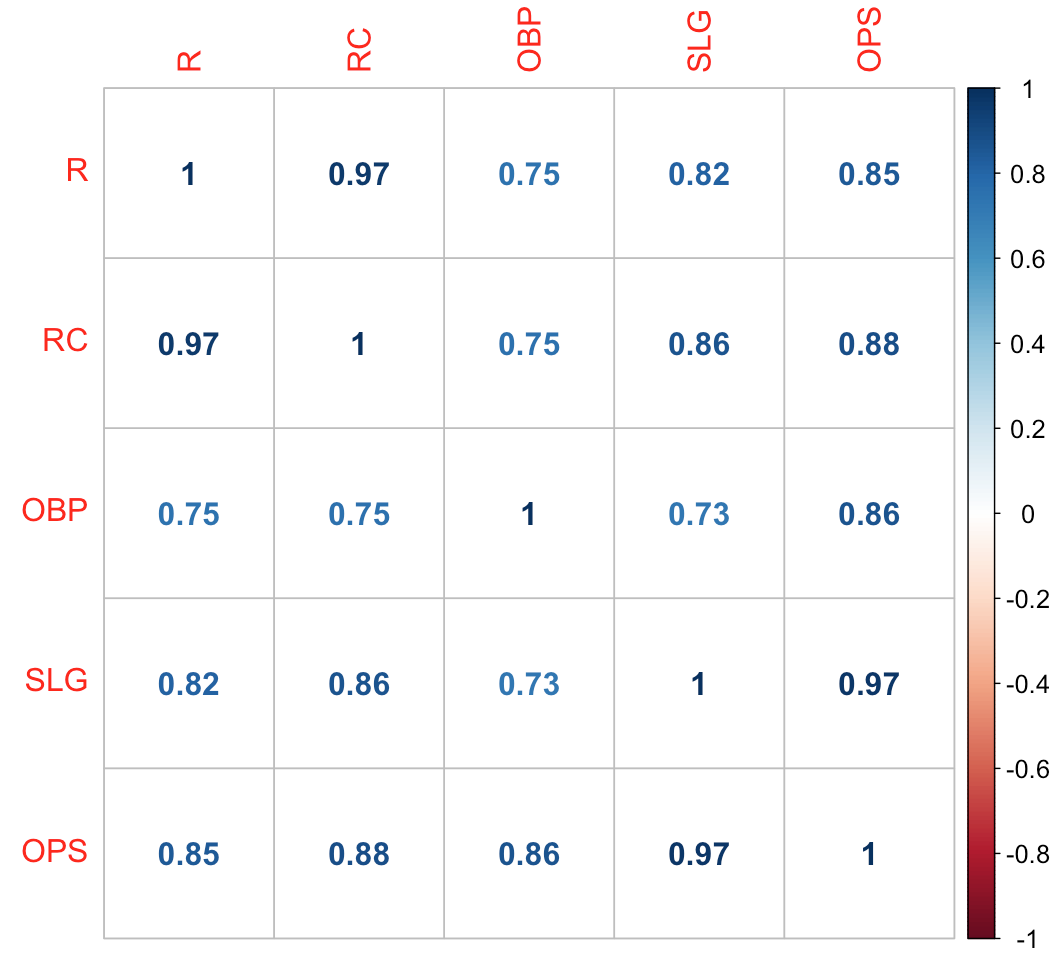 R RC OBP SLG OPS
R 1 0.97 0.75 0.82 0.85
RC 0.97 1 0.75 0.86 0.88
OBP 0.75 0.75 1 0.73 0.86
SLG 0.82 0.86 0.73 1 0.97
OPS 0.85 0.88 0.86 0.97 1
1
0.8
0.6
0.4
0.2
0
-0.2
-0.4
-0.6
-0.8
-1